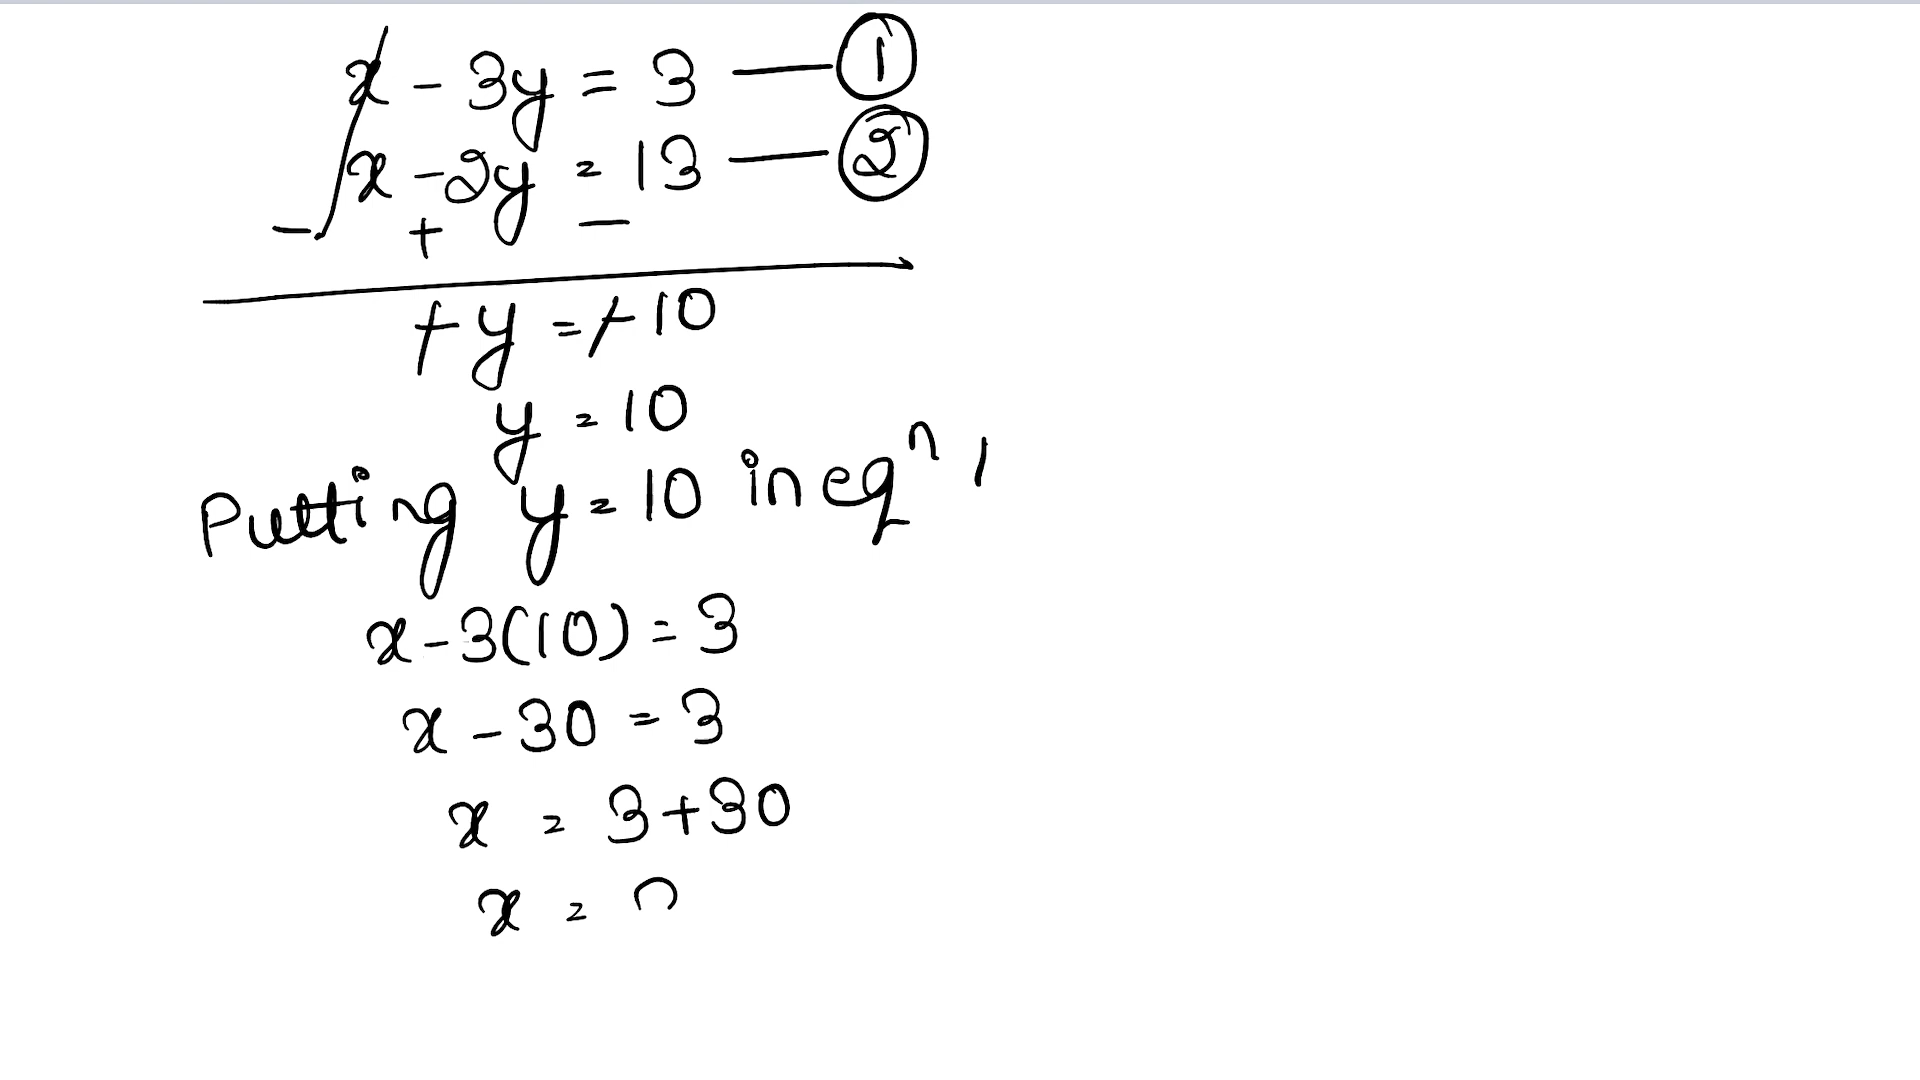 x - 3y = 3 — 1
x - 2y = 13 — 2
- + -
+ y = + 10
y = 10
Putting y = 10 in eqⁿ 1
x - 3(10) = 3
x - 30 = 3
x = 3 + 30
x =